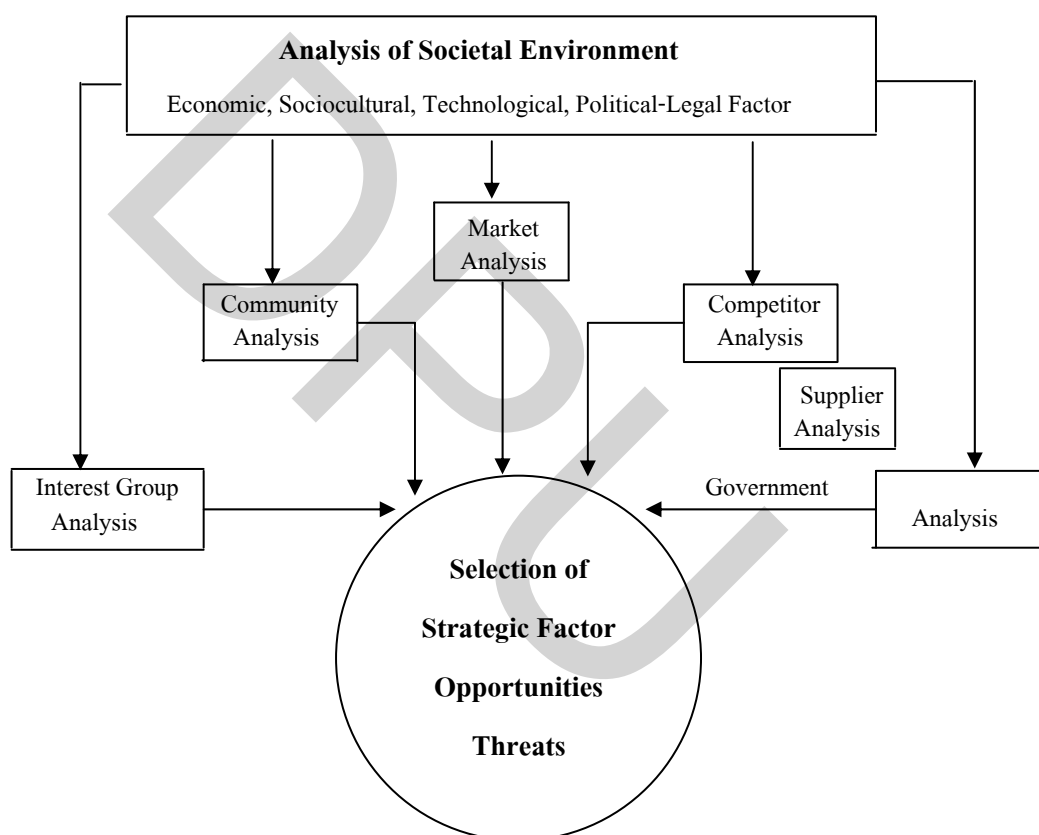 Analysis of Societal Environment
Economic, Sociocultural, Technological, Political-Legal Factor
Market
Analysis
Community
Analysis
Competitor
Analysis
Supplier
Analysis
Interest Group
Analysis
Government
Analysis
Selection of
Strategic Factor
Opportunities
Threats
DPU